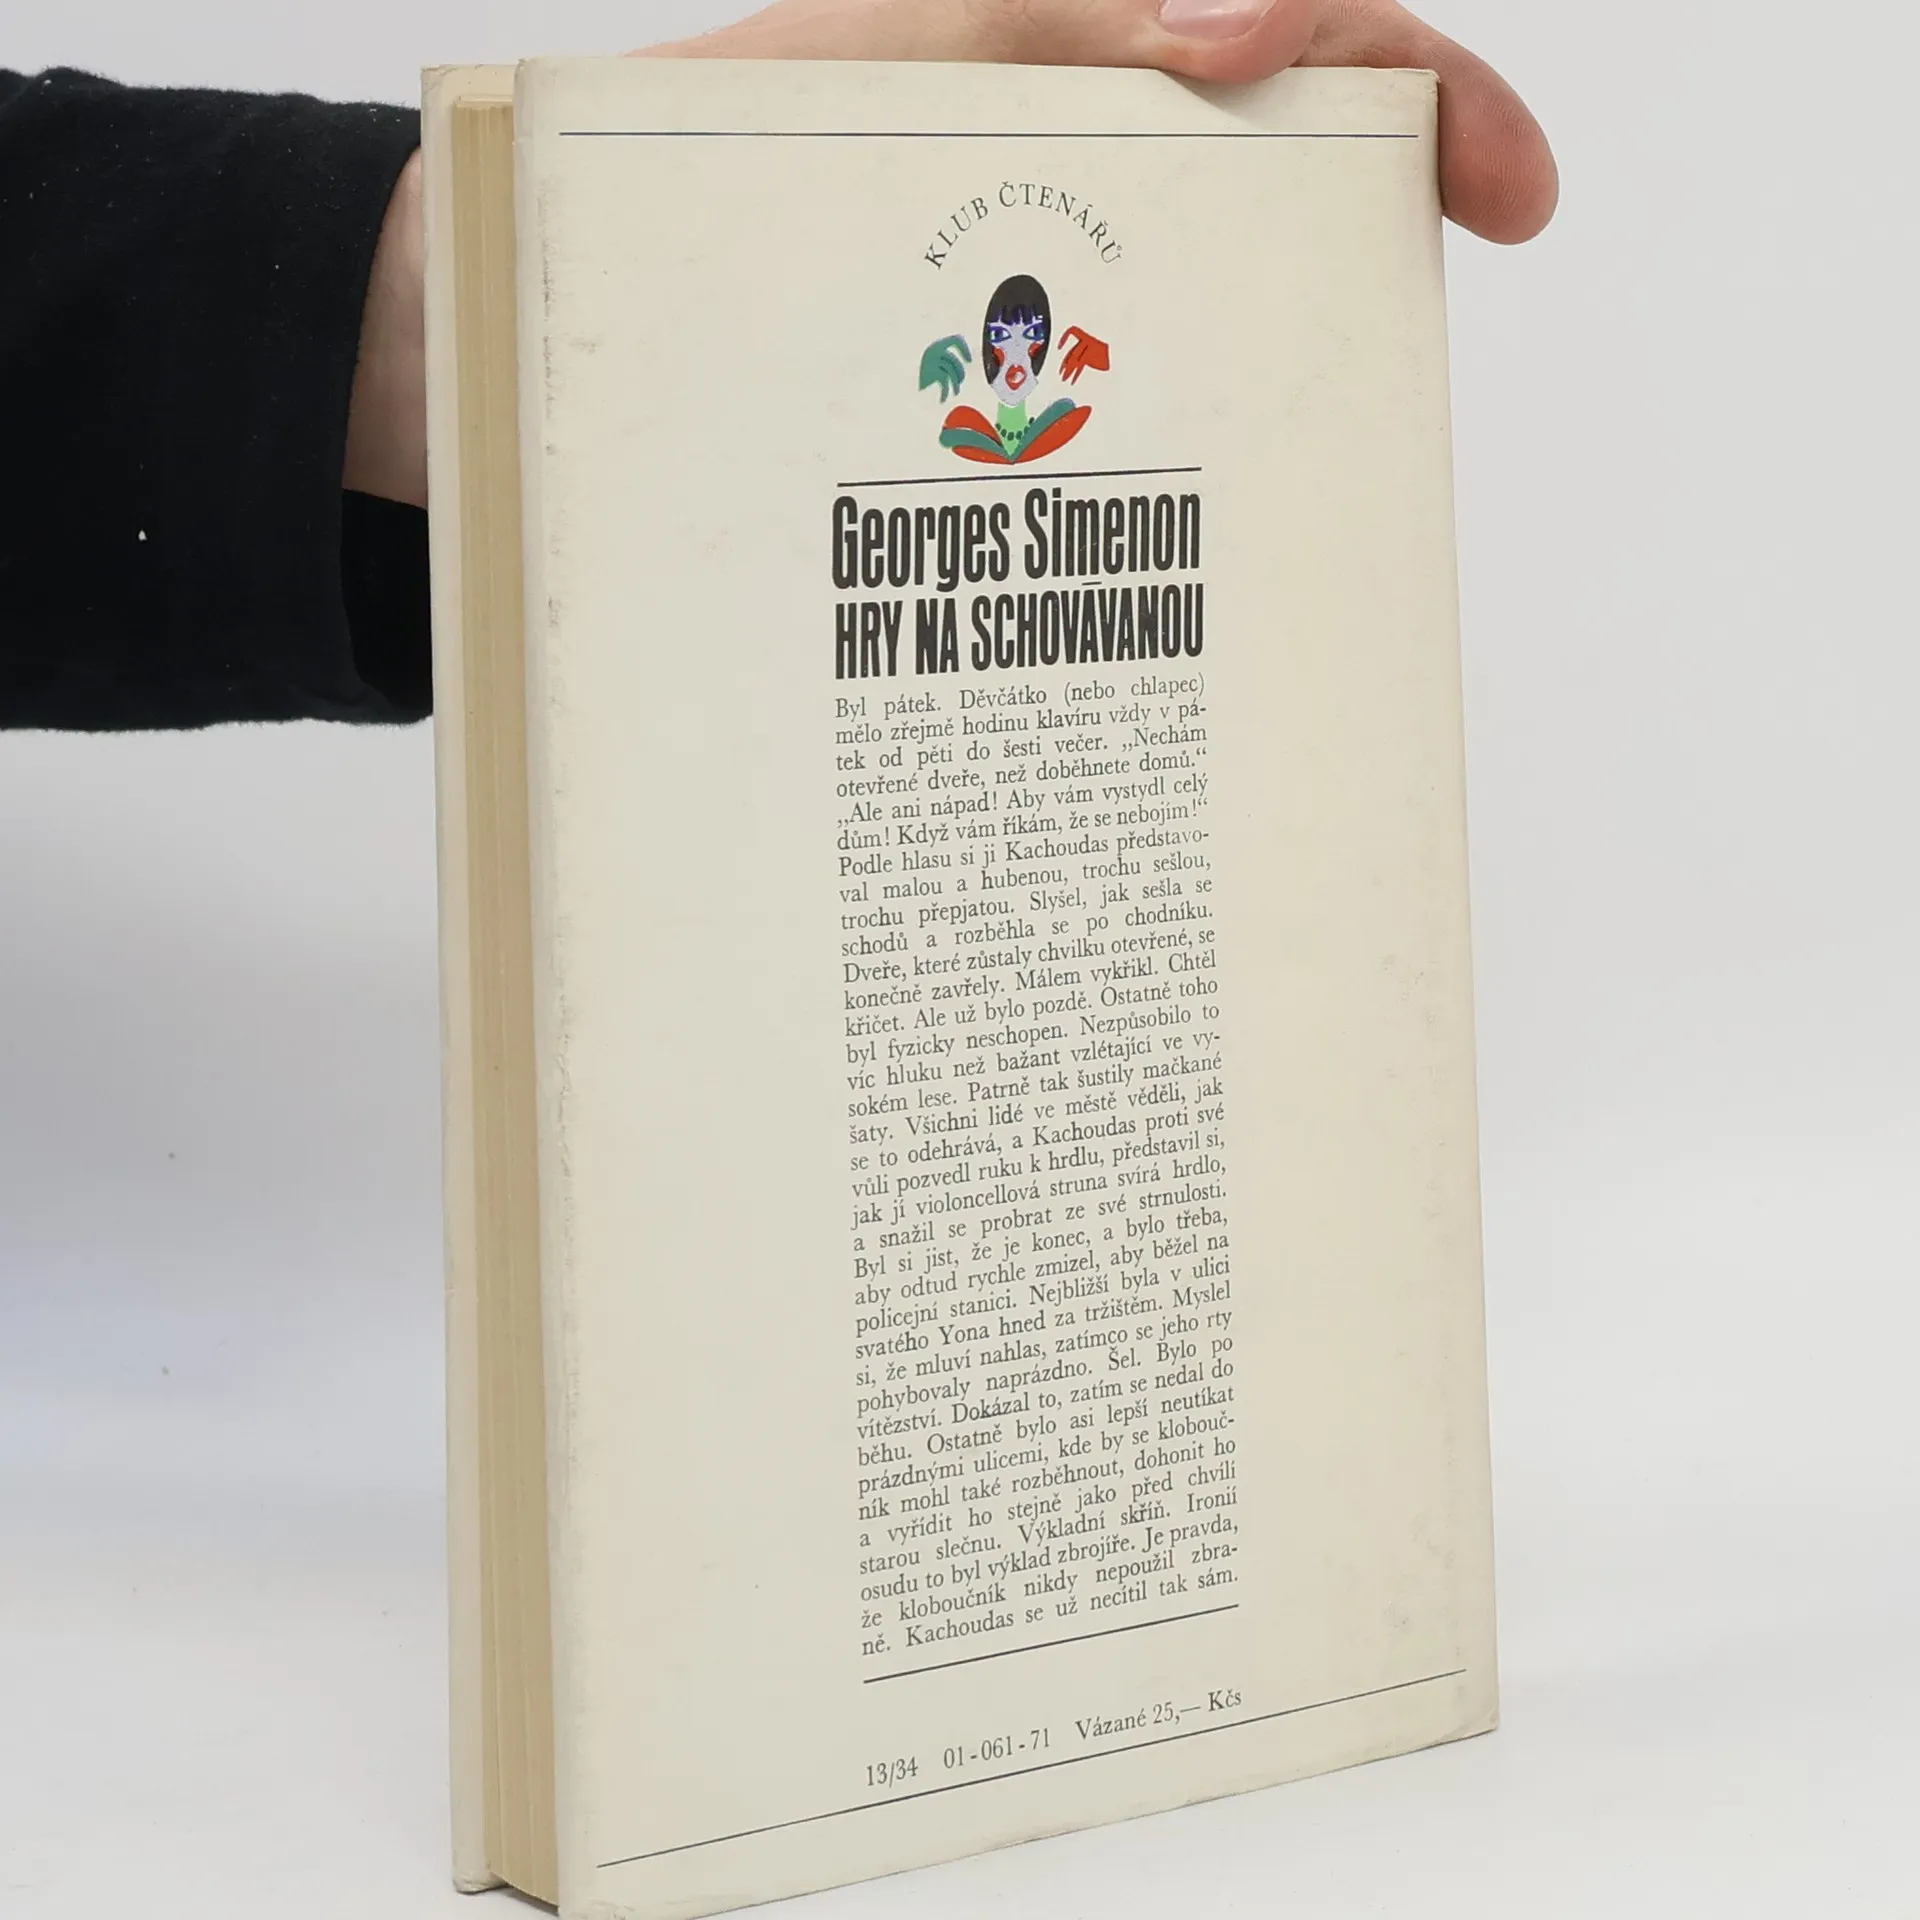 KLUB ČTENÁŘŮ
Georges Simenon
HRY NA SCHOVÁVANOU
Byl pátek. Děvčátko (nebo chlapec)
mělo zřejmě hodinu klavíru vždy v pá-
tek od pěti do šesti večer. „Nechám
otevřené dveře, než doběhnete domů.“
„Ale ani nápad! Aby vám vystydl celý
dům! Když vám říkám, že se nebojím!“
Podle hlasu si ji Kachoudas představo-
val malou a hubenou, trochu sešlou,
trochu přepjatou. Slyšel, jak sešla se
schodů a rozběhla se po chodníku.
Dveře, které zůstaly chvilku otevřené, se
konečně zavřely. Málem vykřikl. Chtěl
křičet. Ale už bylo pozdě. Ostatně toho
byl fyzicky neschopen. Nezpůsobilo to
víc hluku než bažant vzlétající ve vy-
sokém lese. Patrně tak šustily mačkané
šaty. Všichni lidé ve městě věděli, jak
se to odehrává, a Kachoudas proti své
vůli pozvedl ruku k hrdlu, představil si,
jak jí violoncellová struna svírá hrdlo,
a snažil se probrat ze své strnulosti.
Byl si jist, že je konec, a bylo třeba,
aby odtud rychle zmizel, aby běžel na
policejní stanici. Nejbližší byla v ulici
svatého Yona hned za tržištěm. Myslel
si, že mluví nahlas, zatímco se jeho rty
pohybovaly naprázdno. Šel. Bylo po
vítězství. Dokázal to, zatím se nedal do
běhu. Ostatně bylo asi lepší neutíkat
prázdnými ulicemi, kde by se klobouč-
ník mohl také rozběhnout, dohonit ho
a vyřídit ho stejně jako před chvílí
starou slečnu. Výkladní skříň. Ironií
osudu to byl výklad zbrojíře. Je pravda,
že kloboučník nikdy nepoužil zbra-
ně. Kachoudas se už necítil tak sám.
13/34 01-061-71 Vázané 25,— Kčs